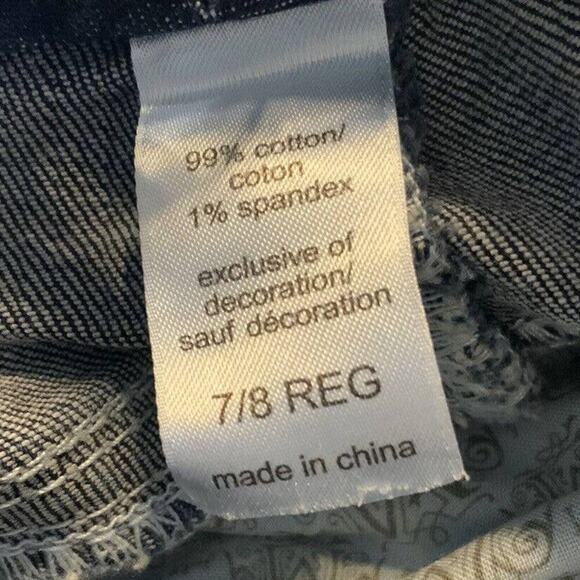 99% cotton/
coton
1% spandex
exclusive of
decoration/
sauf décoration
7/8 REG
made in china